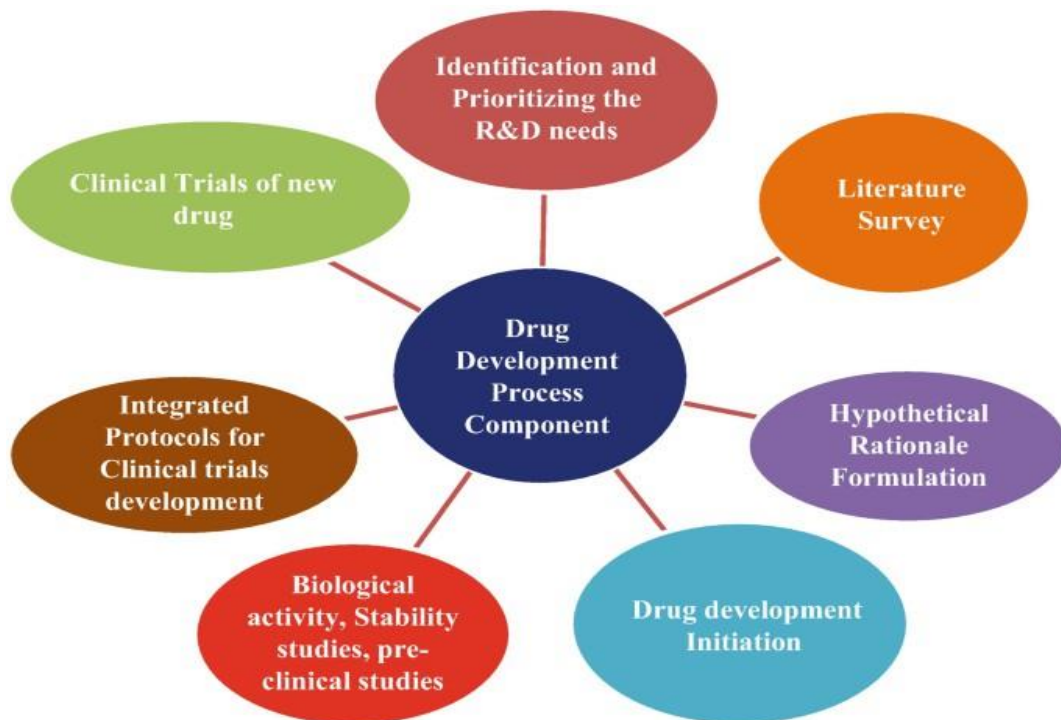 Identification and
Prioritizing the
R&D needs
Literature
Survey
Hypothetical
Rationale
Formulation
Drug development
Initiation
Biological
activity, Stability
studies, pre-
clinical studies
Integrated
Protocols for
Clinical trials
development
Clinical Trials of new
drug
Drug
Development
Process
Component